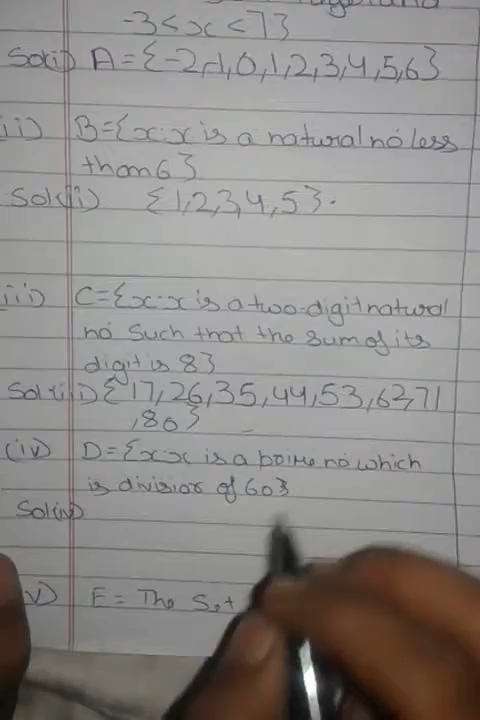 -3<x<7}
Sol(i) A={-2,-1,0,1,2,3,4,5,6}
ii) B={x:x is a natural no less
than 6}
Sol(ii) {1,2,3,4,5}.
iii) C={x:x is a two-digit natural
no Such that the sum of its
digit is 8}
Sol(iii) {17,26,35,44,53,62,71
,80}
(iv) D={x:x is a prime no which
is divisior of 60}
Sol(iv)
v) E= The Set